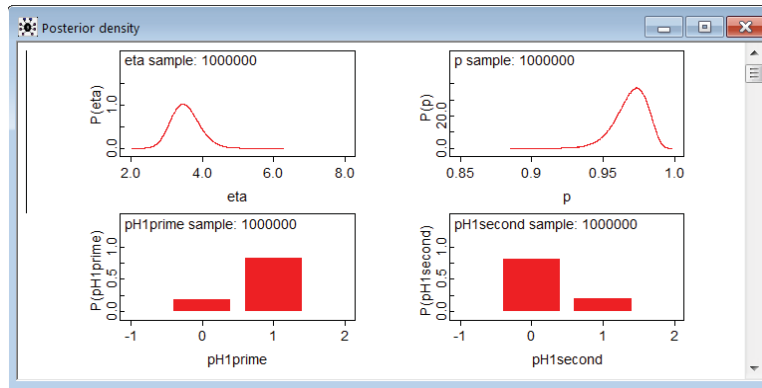 Posterior density
eta sample: 1000000
P(eta)
0.0 1.0
2.0 4.0 6.0 8.0
eta
p sample: 1000000
P(p)
0.0 20.0
0.85 0.9 0.95 1.0
p
pH1prime sample: 1000000
P(pH1prime)
0.0 0.5 1.0
-1 0 1 2
pH1prime
pH1second sample: 1000000
P(pH1second)
0.0 0.5 1.0
-1 0 1 2
pH1second